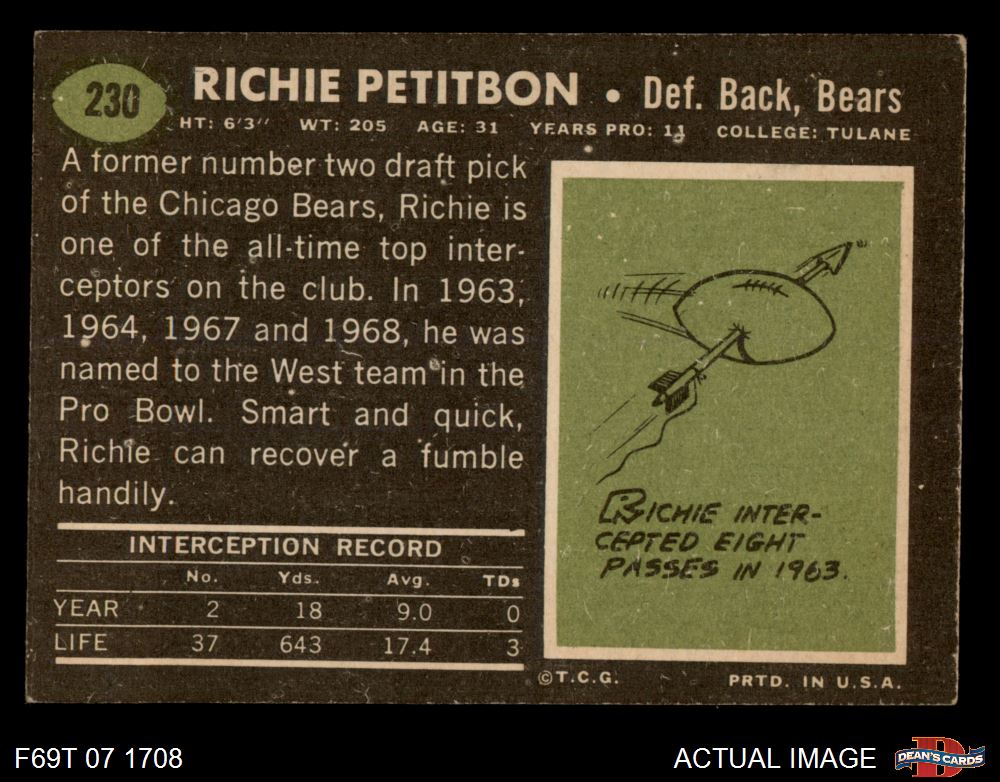 230
RICHIE PETITBON • Def. Back, Bears
HT: 6'3" WT: 205 AGE: 31 YEARS PRO: 11 COLLEGE: TULANE
A former number two draft pick
of the Chicago Bears, Richie is
one of the all-time top inter-
ceptors on the club. In 1963,
1964, 1967 and 1968, he was
named to the West team in the
Pro Bowl. Smart and quick,
Richie can recover a fumble
handily.
INTERCEPTION RECORD
No. Yds. Avg. TDs
YEAR 2 18 9.0 0
LIFE 37 643 17.4 3
RICHIE INTER-
CEPTED EIGHT
PASSES IN 1963.
©T.C.G. PRTD. IN U.S.A.
F69T 07 1708 ACTUAL IMAGE
D
DEAN'S CARDS